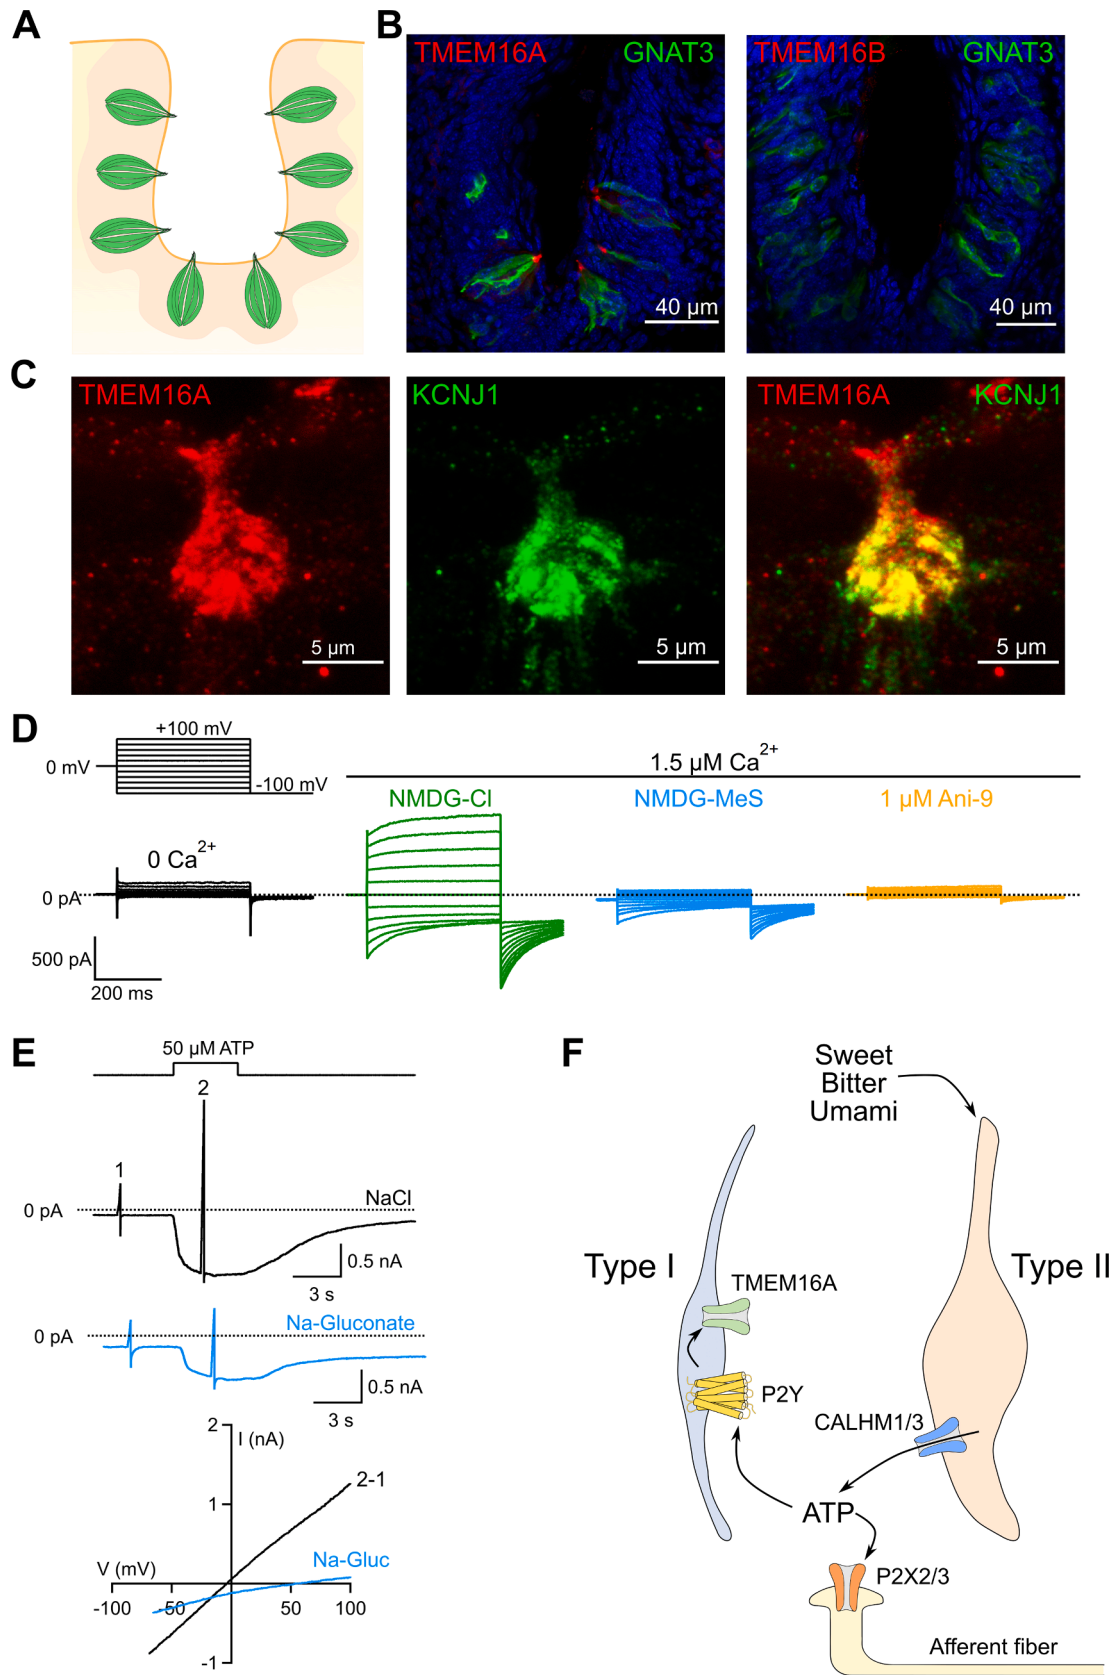 A
B
TMEM16A
GNAT3
40 µm
TMEM16B
GNAT3
40 µm
C
TMEM16A
5 µm
KCNJ1
5 µm
TMEM16A
KCNJ1
5 µm
D
+100 mV
0 mV
-100 mV
1.5 µM Ca2+
NMDG-Cl
NMDG-MeS
1 µM Ani-9
0 Ca2+
0 pA
500 pA
200 ms
E
50 µM ATP
2
1
0 pA
NaCl
0.5 nA
3 s
0 pA
Na-Gluconate
0.5 nA
3 s
2
I (nA)
2-1
1
V (mV)
Na-Gluc
-100
-50
50
100
-1
F
Sweet
Bitter
Umami
Type I
Type II
TMEM16A
P2Y
CALHM1/3
ATP
P2X2/3
Afferent fiber